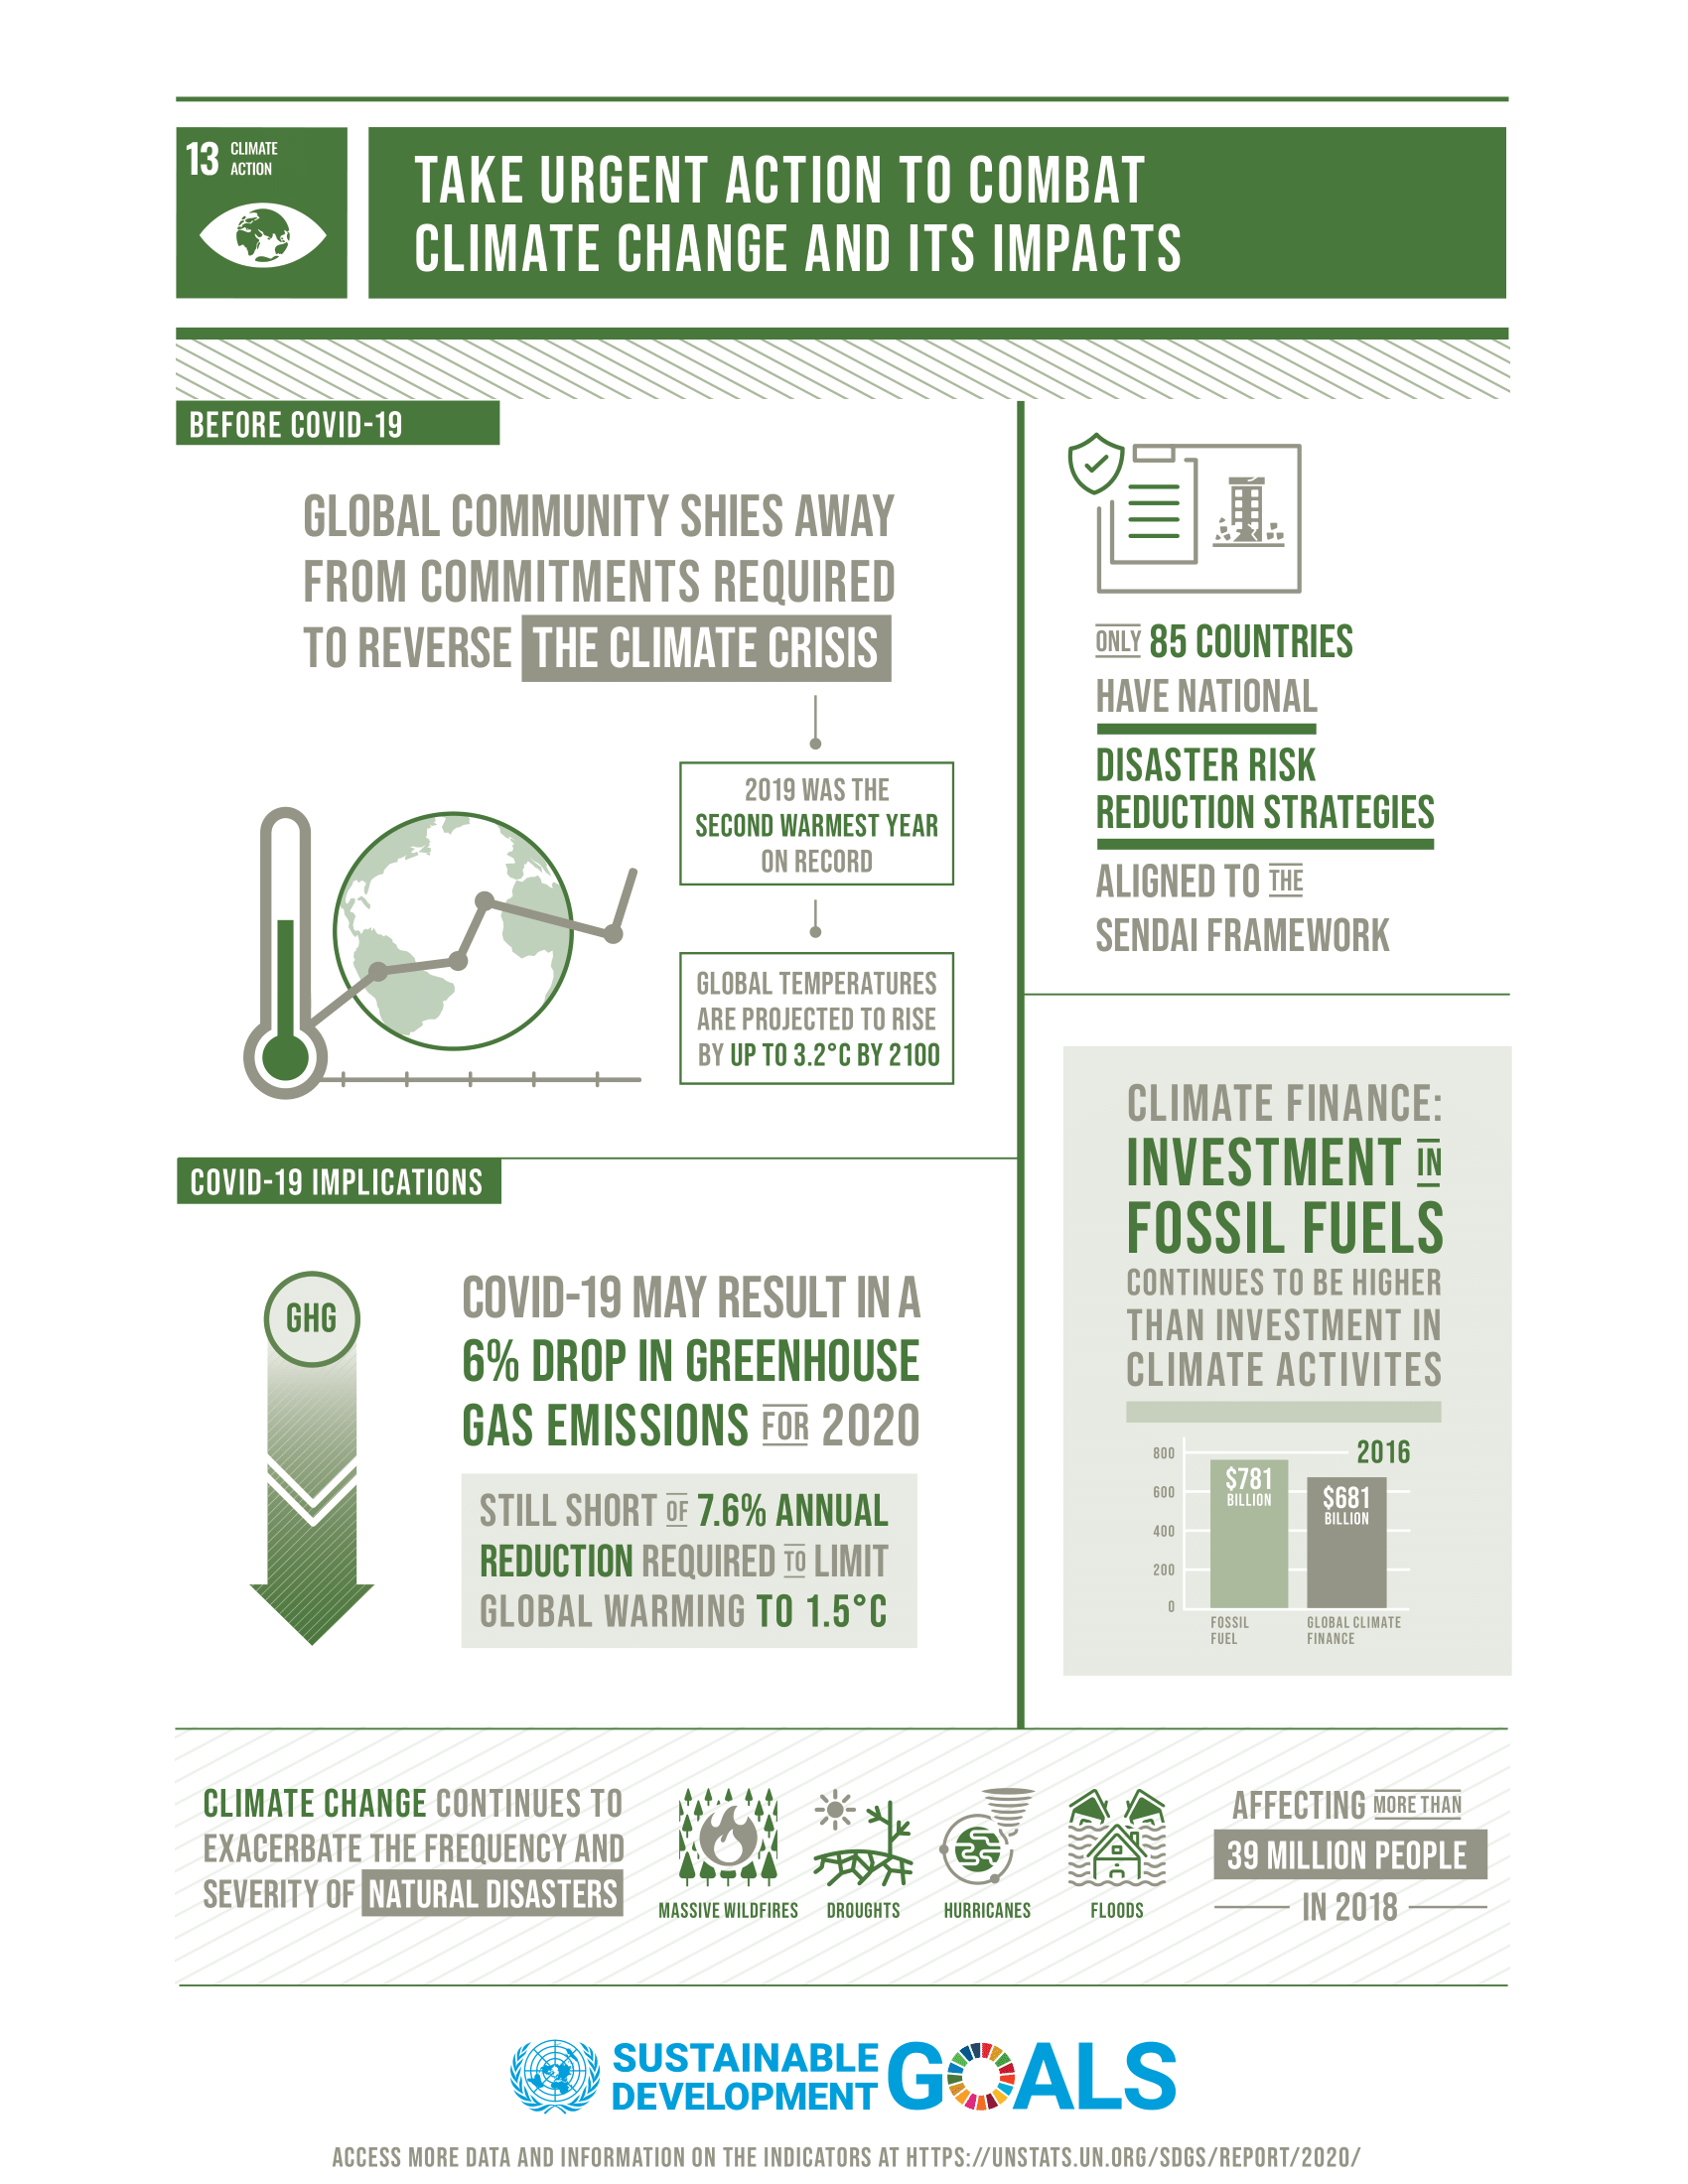 13 CLIMATE
ACTION
TAKE URGENT ACTION TO COMBAT
CLIMATE CHANGE AND ITS IMPACTS
BEFORE COVID-19
GLOBAL COMMUNITY SHIES AWAY
FROM COMMITMENTS REQUIRED
TO REVERSE THE CLIMATE CRISIS
2019 WAS THE
SECOND WARMEST YEAR
ON RECORD
GLOBAL TEMPERATURES
ARE PROJECTED TO RISE
BY UP TO 3.2°C BY 2100
ONLY 85 COUNTRIES
HAVE NATIONAL
DISASTER RISK
REDUCTION STRATEGIES
ALIGNED TO THE
SENDAI FRAMEWORK
COVID-19 IMPLICATIONS
GHG
COVID-19 MAY RESULT IN A
6% DROP IN GREENHOUSE
GAS EMISSIONS FOR 2020
STILL SHORT OF 7.6% ANNUAL
REDUCTION REQUIRED TO LIMIT
GLOBAL WARMING TO 1.5°C
CLIMATE FINANCE:
INVESTMENT IN
FOSSIL FUELS
CONTINUES TO BE HIGHER
THAN INVESTMENT IN
CLIMATE ACTIVITES
2016
800
600
400
200
0
$781
BILLION
$681
BILLION
FOSSIL
FUEL
GLOBAL CLIMATE
FINANCE
CLIMATE CHANGE CONTINUES TO
EXACERBATE THE FREQUENCY AND
SEVERITY OF NATURAL DISASTERS
MASSIVE WILDFIRES
DROUGHTS
HURRICANES
FLOODS
AFFECTING MORE THAN
39 MILLION PEOPLE
IN 2018
SUSTAINABLE
DEVELOPMENT
GOALS
ACCESS MORE DATA AND INFORMATION ON THE INDICATORS AT HTTPS://UNSTATS.UN.ORG/SDGS/REPORT/2020/